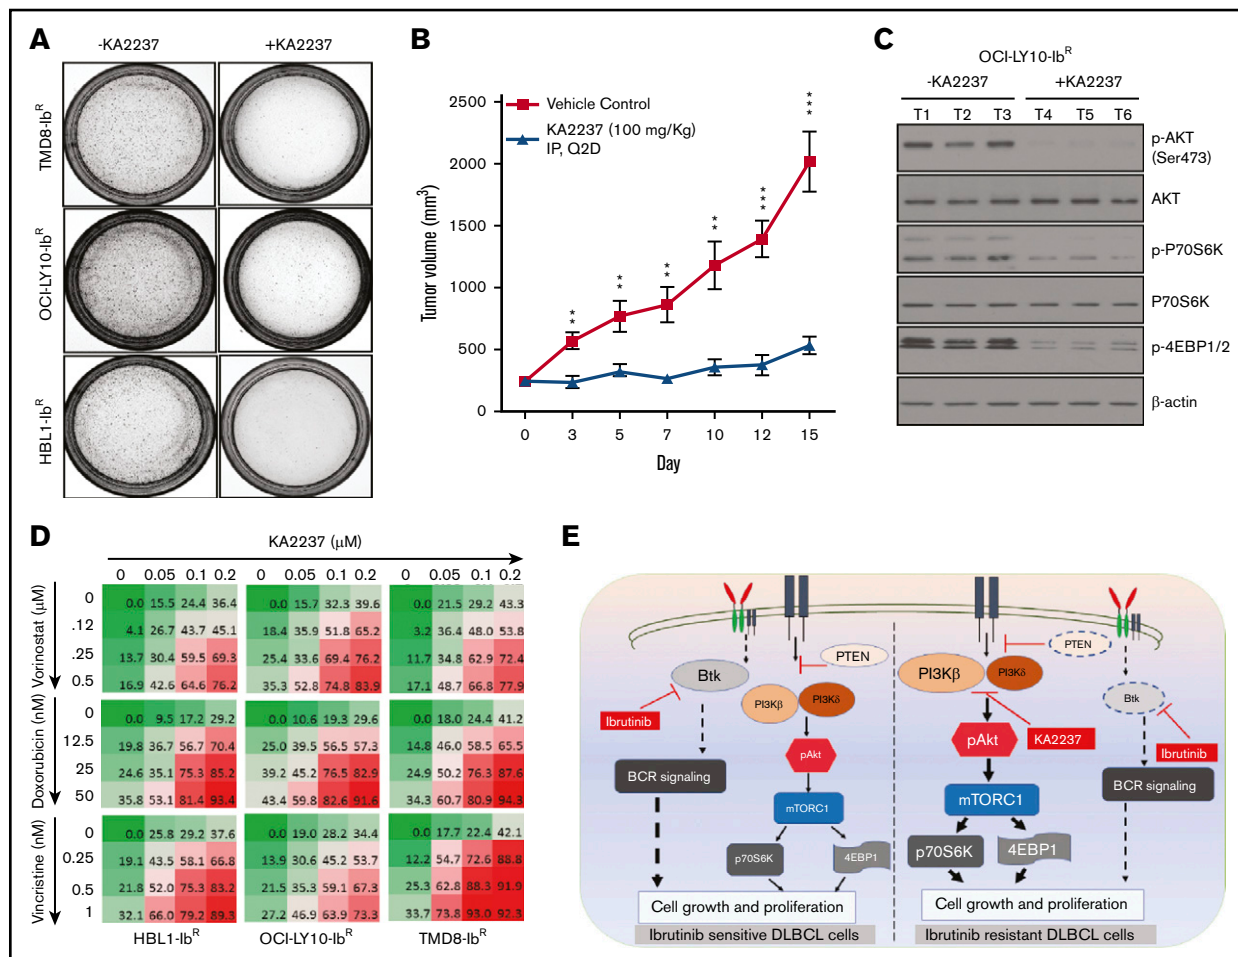 A
-KA2237
+KA2237
TMD8-Ib^R
OCI-LY10-Ib^R
HBL1-Ib^R
B
Vehicle Control
KA2237 (100 mg/Kg)
IP, Q2D
Tumor volume (mm³)
2500
2000
1500
1000
500
0
**
**
**
**
***
***
0 3 5 7 10 12 15
Day
C
OCI-LY10-Ib^R
-KA2237 +KA2237
T1 T2 T3 T4 T5 T6
p-AKT
(Ser473)
AKT
p-P70S6K
P70S6K
p-4EBP1/2
β-actin
D
KA2237 (μM)
0 0.05 0.1 0.2 0 0.05 0.1 0.2 0 0.05 0.1 0.2
Vorinostat (μM)
0 0.0 15.5 24.4 36.4 0.0 15.7 32.3 39.6 0.0 21.5 29.2 43.3
.12 4.1 26.7 43.7 45.1 18.4 35.9 51.8 65.2 3.2 36.4 48.0 53.8
.25 13.7 30.4 59.5 69.3 25.4 33.6 69.4 76.2 11.7 34.8 62.9 72.4
0.5 16.9 42.6 64.6 76.2 35.3 52.8 74.8 83.9 17.1 48.7 66.8 77.9
Doxorubicin (nM)
0 0.0 9.5 17.2 29.2 0.0 10.6 19.3 29.6 0.0 18.0 24.4 41.2
12.5 19.8 36.7 56.7 70.4 25.0 39.5 56.5 57.3 14.8 46.0 58.5 65.5
25 24.6 35.1 75.3 85.2 39.2 45.2 76.5 82.9 24.9 50.2 76.3 87.6
50 35.8 53.1 81.4 93.4 43.4 59.8 82.6 91.6 34.3 60.7 80.9 94.3
Vincristine (nM)
0 0.0 25.8 29.2 37.6 0.0 19.0 28.2 34.4 0.0 17.7 22.4 42.1
0.25 19.1 43.5 58.1 66.8 13.9 30.6 45.2 53.7 12.2 54.7 72.6 88.8
0.5 21.8 52.0 75.3 83.2 21.5 35.3 59.1 67.3 25.3 62.8 88.3 91.9
1 32.1 66.0 79.2 89.3 27.2 46.9 63.9 73.3 33.7 73.8 93.0 92.3
HBL1-Ib^R OCI-LY10-Ib^R TMD8-Ib^R
E
PTEN
Btk
PI3Kβ
PI3Kδ
Ibrutinib
pAkt
BCR signaling
mTORC1
p70S6K
4EBP1
Cell growth and proliferation
Ibrutinib sensitive DLBCL cells
PTEN
PI3Kβ
PI3Kδ
Btk
pAkt
KA2237
Ibrutinib
mTORC1
BCR signaling
p70S6K
4EBP1
Cell growth and proliferation
Ibrutinib resistant DLBCL cells